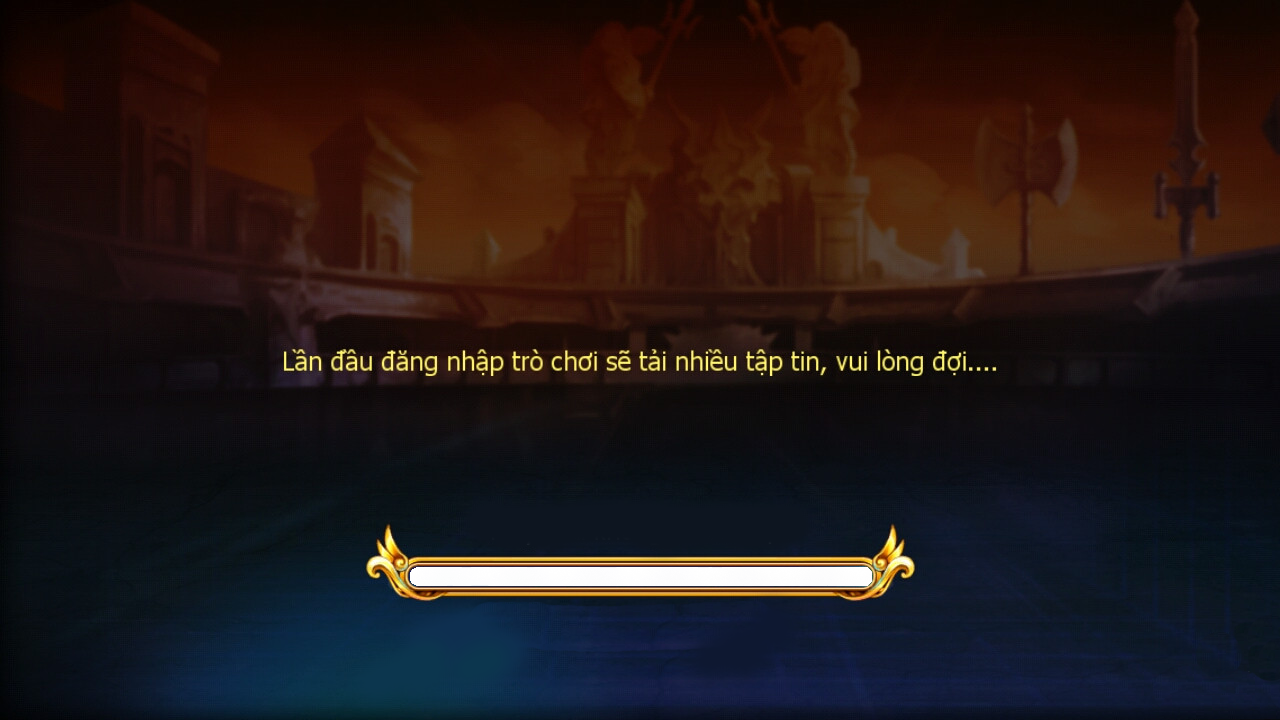 Lần đầu đăng nhập trò chơi sẽ tải nhiều tập tin, vui lòng đợi....